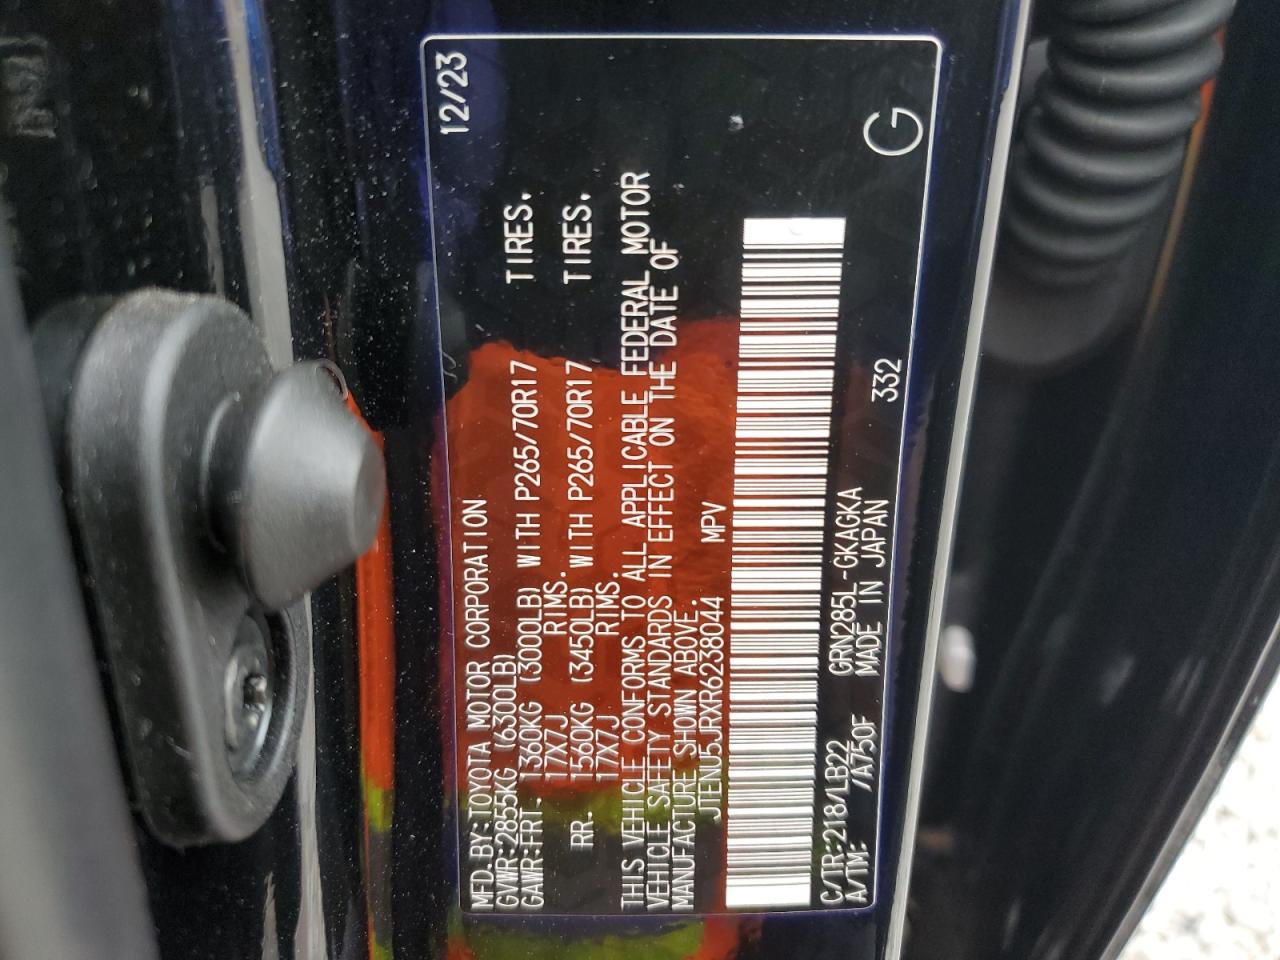 12/23
MFD.BY:TOYOTA MOTOR CORPORATION
GVWR:2855KG (6300LB)
GAWR:FRT. 1360KG (3000LB) WITH P265/70R17 TIRES.
17X7J RIMS.
RR. 1560KG (3450LB) WITH P265/70R17 TIRES.
17X7J RIMS.
THIS VEHICLE CONFORMS TO ALL APPLICABLE FEDERAL MOTOR
VEHICLE SAFETY STANDARDS IN EFFECT ON THE DATE OF
MANUFACTURE SHOWN ABOVE.
JTENU5JRXR6238044 MPV
C/TR:218/LB22 GRN285L-GKAGKA 332
A/TM: /A750F MADE IN JAPAN
G